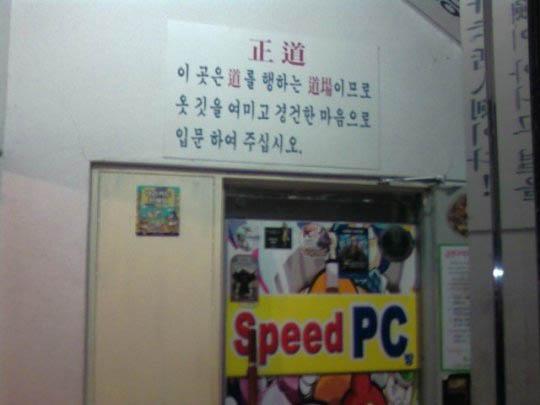 正道
이 곳은 道를 행하는 道場이므로
옷 깃을 여미고 경건한 마음으로
입문 하여 주십시오.
Speed PC방